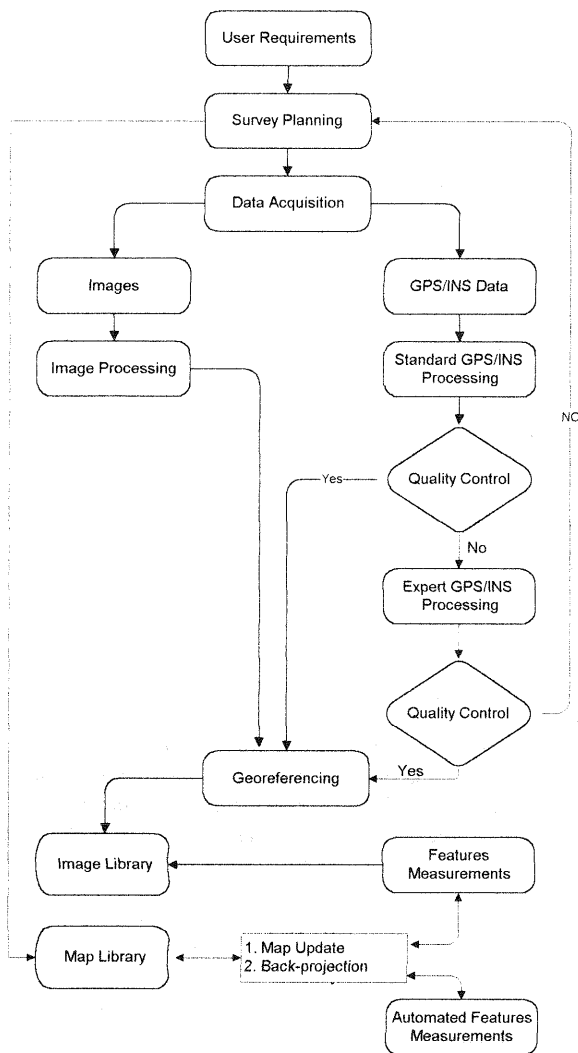 User Requirements
Survey Planning
Data Acquisition
Images
GPS/INS Data
Image Processing
Standard GPS/INS
Processing
NO
Quality Control
Yes
No
Expert GPS/INS
Processing
Quality Control
Yes
Georeferencing
Image Library
Features
Measurements
Map Library
1. Map Update
2. Back-projection
Automated Features
Measurements